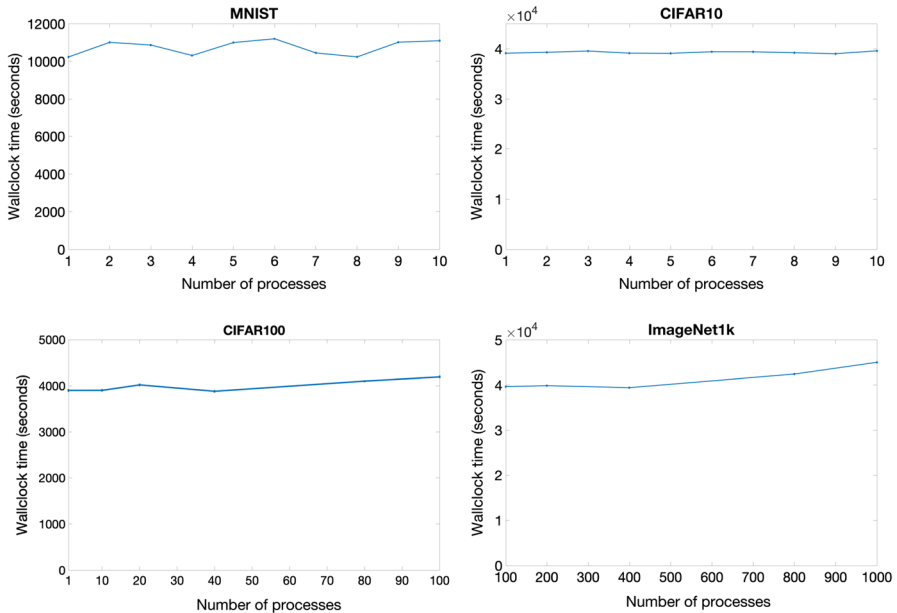 MNIST
Wallclock time (seconds)
12000
10000
8000
6000
4000
2000
0
1 2 3 4 5 6 7 8 9 10
Number of processes
CIFAR10
×10^4
Wallclock time (seconds)
4
3
2
1
0
1 2 3 4 5 6 7 8 9 10
Number of processes
CIFAR100
Wallclock time (seconds)
5000
4000
3000
2000
1000
0
1 10 20 30 40 50 60 70 80 90 100
Number of processes
ImageNet1k
×10^4
Wallclock time (seconds)
5
4
3
2
1
0
100 200 300 400 500 600 700 800 900 1000
Number of processes